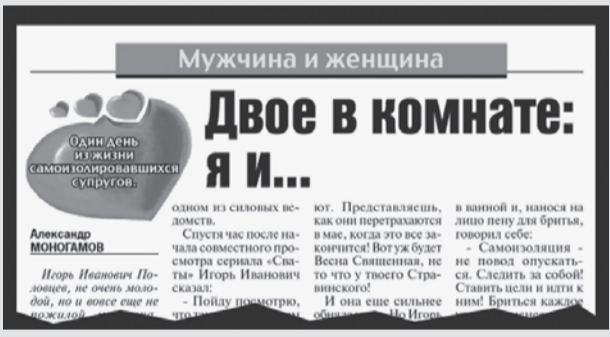 Мужчина и женщина
Двое в комнате:
я и...
Один день
из жизни
самоизолировавшихся
супругов.
Александр
МОНОГАМОВ
Игорь Иванович По-
ловцев, не очень моло-
дой, но и вовсе еще не
пожилой
одном из силовых ве-
домств.
Спустя час после на-
чала совместного про-
смотра сериала «Сва-
ты» Игорь Иванович
сказал:
- Пойду посмотрю,
ют. Представляешь,
как они перетрахаются
в мае, когда это все за-
кончится! Вот уж будет
Весна Священная, не
то что у твоего Стра-
винского!
И она еще сильнее
Но Игорь
в ванной и, нанося на
лицо пену для бритья,
говорил себе:
- Самоизоляция -
не повод опускать-
ся. Следить за собой!
Ставить цели и идти к
ним! Бриться каждое